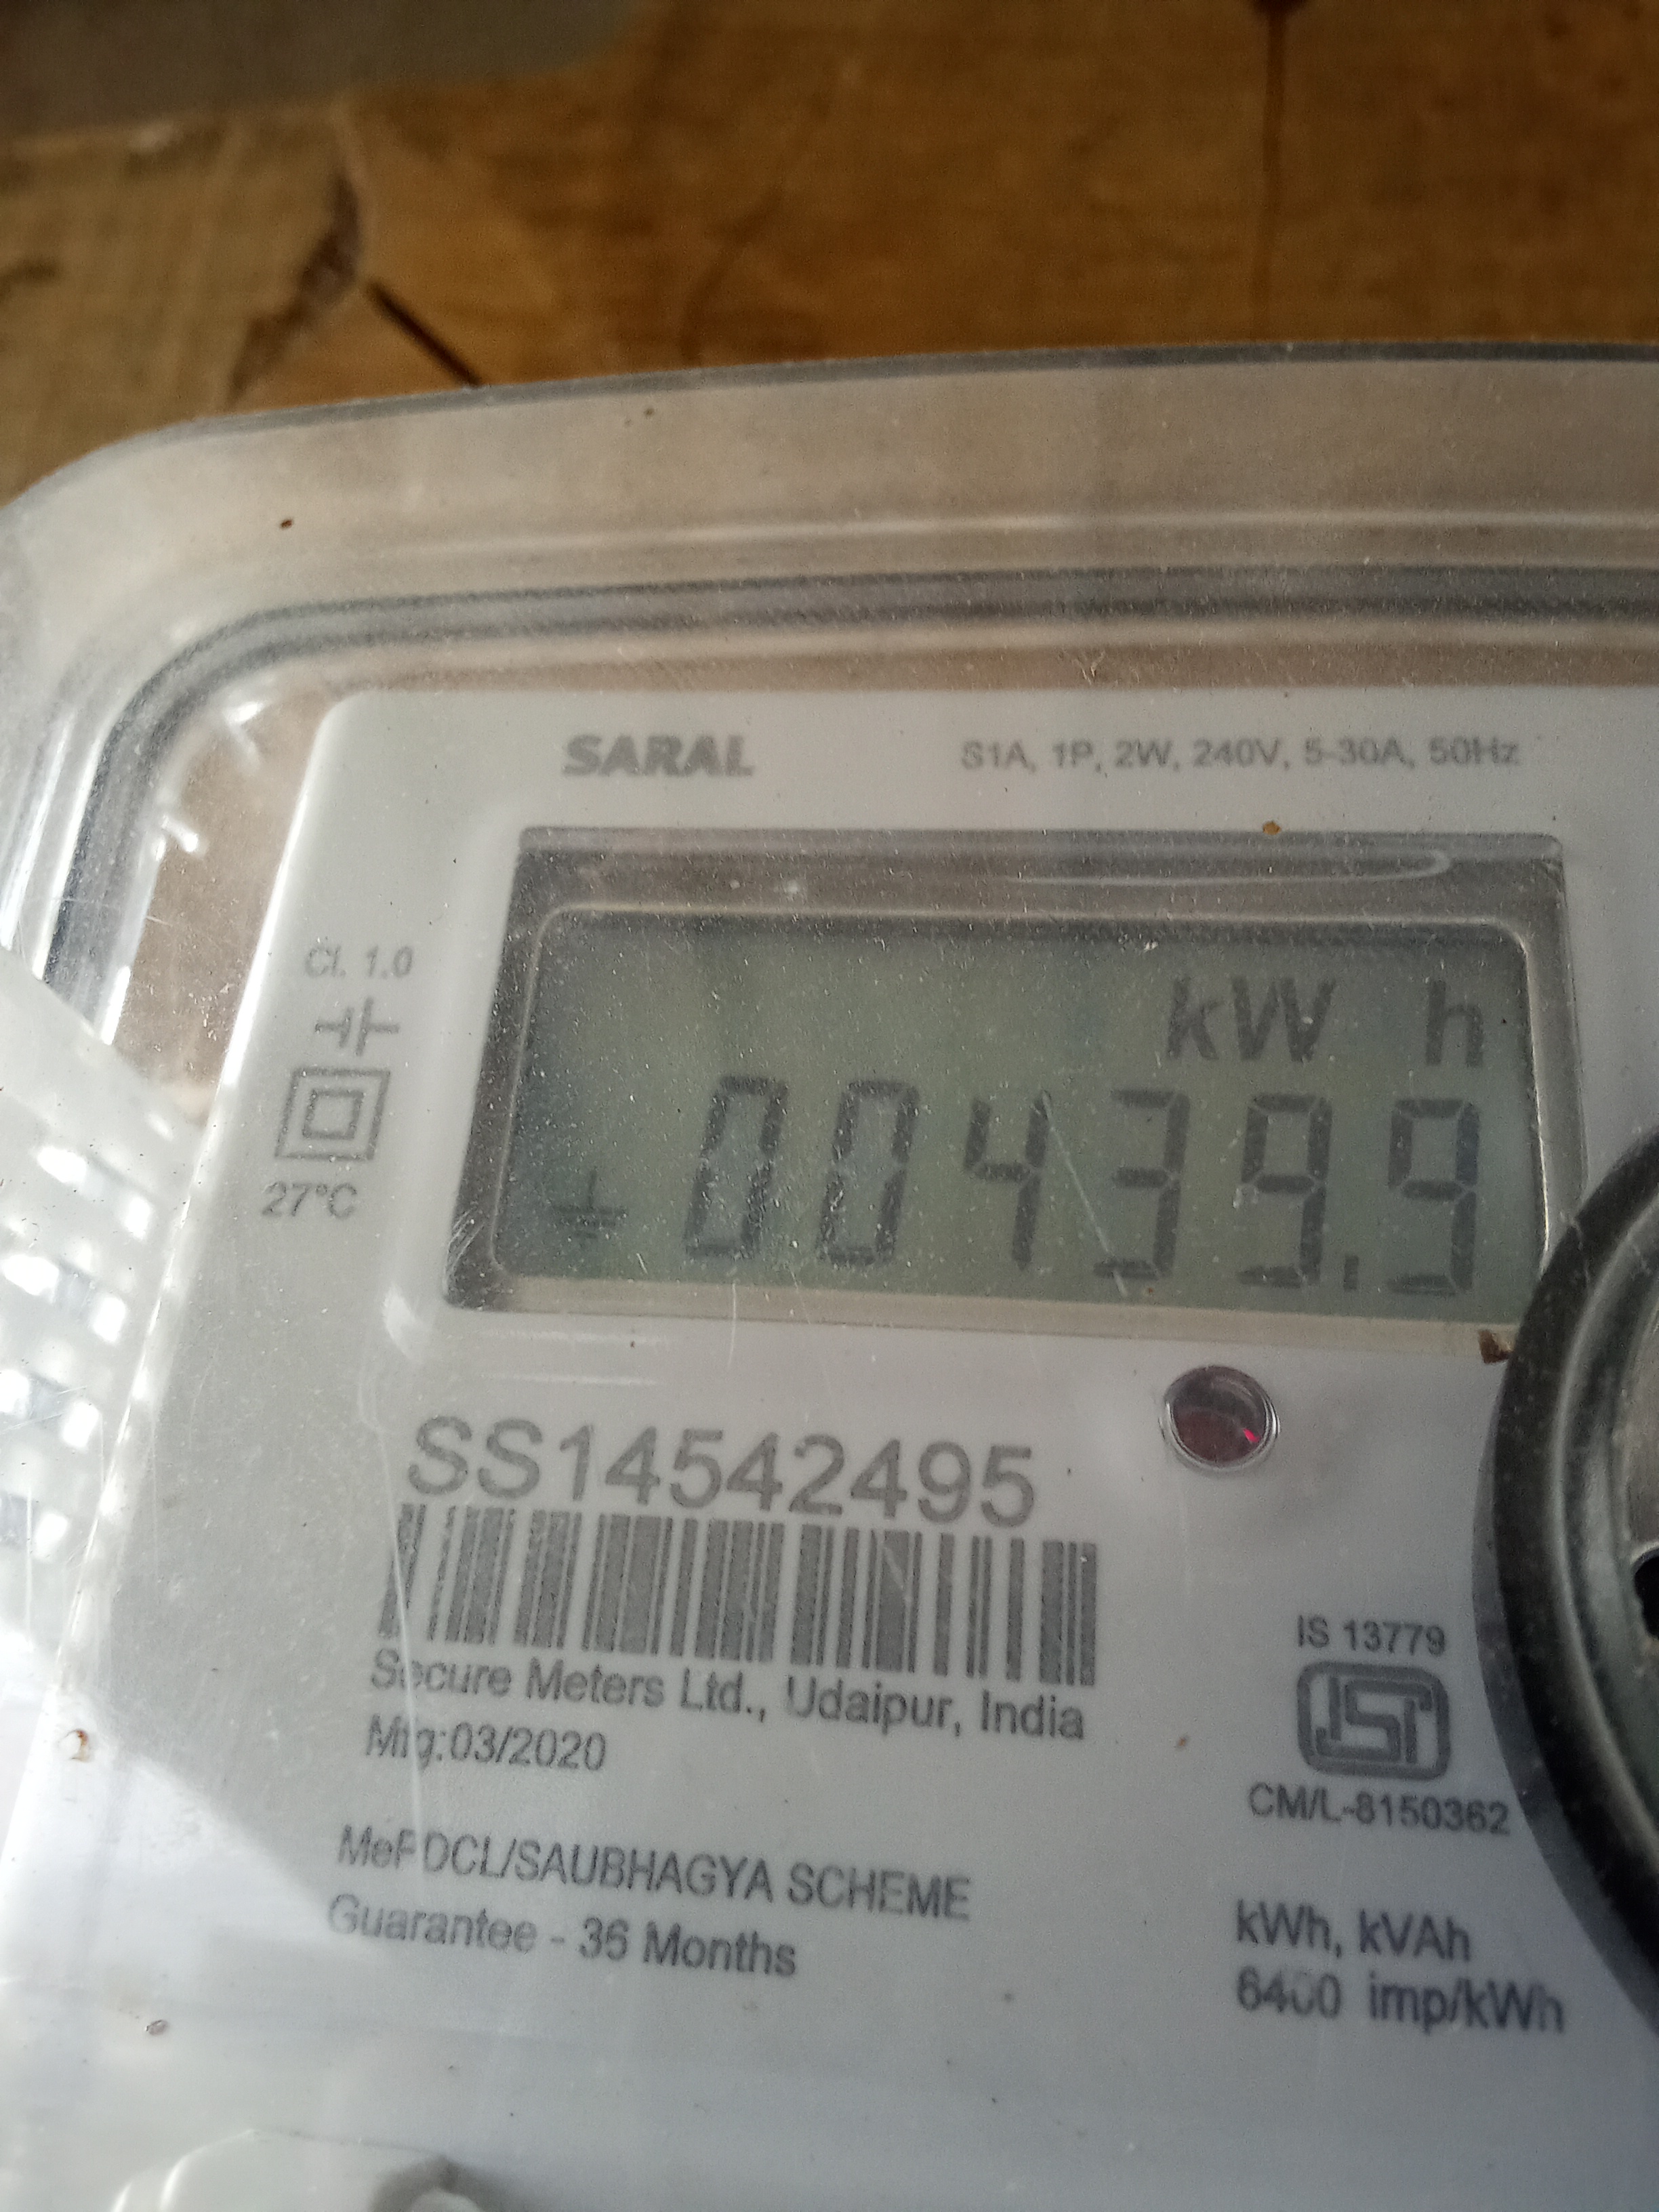 SARAL S1A, 1P, 2W, 240V, 5-30A, 50Hz
Cl. 1.0
27°C
kW h
00439.9
SS14542495
Secure Meters Ltd., Udaipur, India
Mfg:03/2020
IS 13779
ISI
CM/L-8150362
MePDCL/SAUBHAGYA SCHEME
Guarantee - 36 Months
kWh, kVAh
6400 imp/kWh